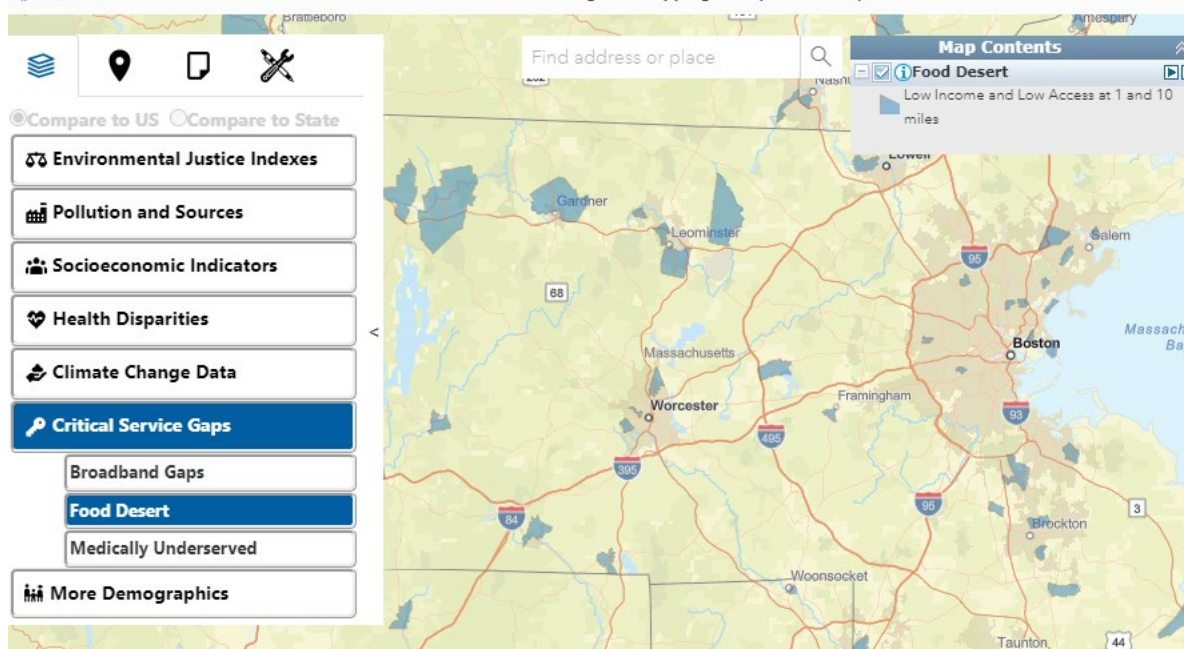 Brattleboro
Amesbury
Find address or place
Map Contents
Food Desert
Low Income and Low Access at 1 and 10
miles
Compare to US
Compare to State
Environmental Justice Indexes
Pollution and Sources
Socioeconomic Indicators
Health Disparities
Climate Change Data
Critical Service Gaps
Broadband Gaps
Food Desert
Medically Underserved
More Demographics
<
Lowell
Gardner
Leominster
Salem
95
68
Massachusetts
Boston
Worcester
Framingham
93
495
395
95
84
3
Brockton
Woonsocket
Taunton
44